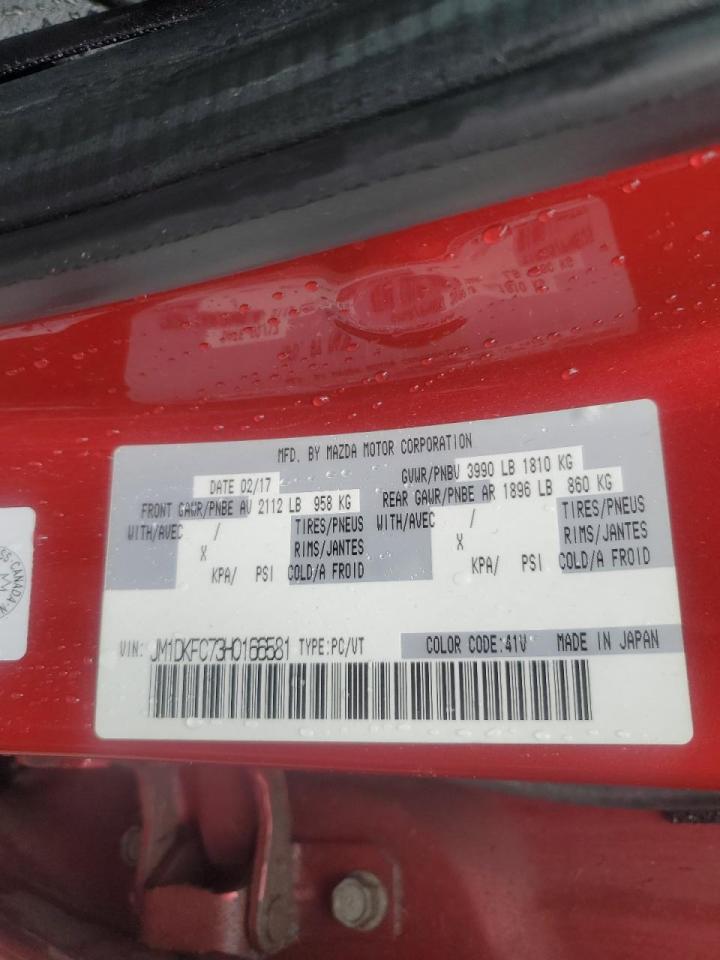 MFD. BY MAZDA MOTOR CORPORATION
DATE 02/17
GVWR/PNBV 3990 LB 1810 KG
FRONT GAWR/PNBE AV 2112 LB 958 KG
REAR GAWR/PNBE AR 1896 LB 860 KG
WITH/AVEC / TIRES/PNEUS WITH/AVEC / TIRES/PNEUS
X RIMS/JANTES X RIMS/JANTES
KPA/ PSI COLD/A FROID KPA/ PSI COLD/A FROID
VIN: JM1DKFC73H0166581 TYPE:PC/VT COLOR CODE:41V MADE IN JAPAN
CANADA